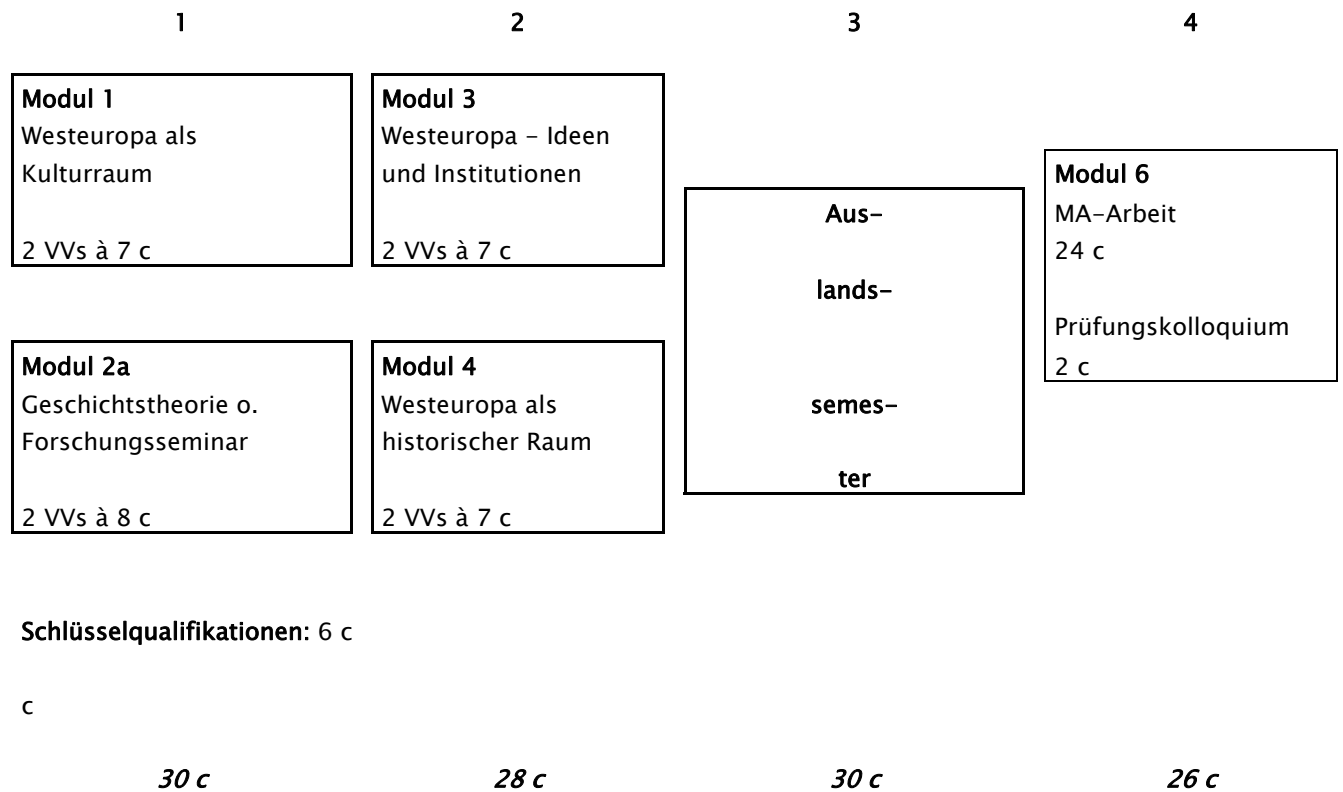 1 2 3 4
Modul 1
Westeuropa als
Kulturraum
2 VVs à 7 c
Modul 3
Westeuropa – Ideen
und Institutionen
2 VVs à 7 c
Modul 2a
Geschichtstheorie o.
Forschungsseminar
2 VVs à 8 c
Modul 4
Westeuropa als
historischer Raum
2 VVs à 7 c
Aus–
lands–
semes–
ter
Modul 6
MA–Arbeit
24 c
Prüfungskolloquium
2 c
Schlüsselqualifikationen: 6 c
c
30 c 28 c 30 c 26 c